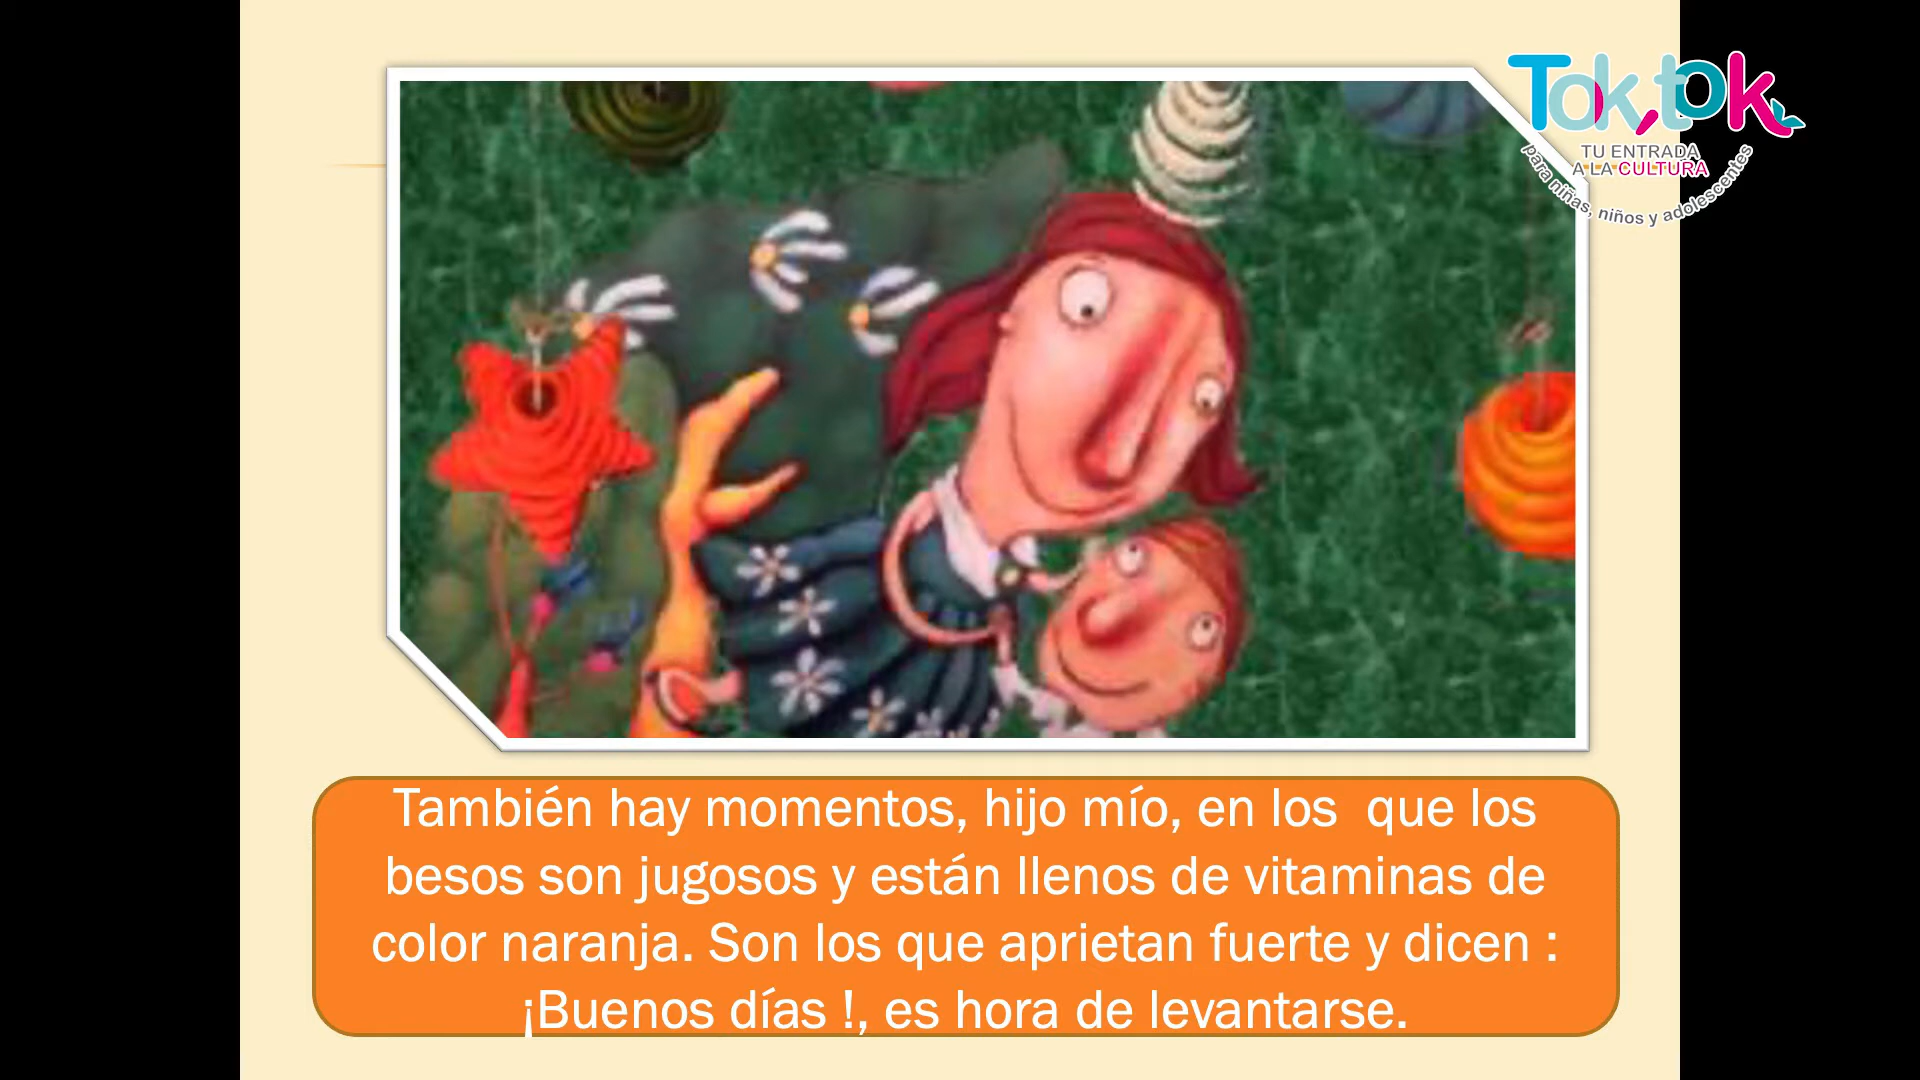 Tok, tok
TU ENTRADA
A LA CULTURA
para niñas, niños y adolescentes
También hay momentos, hijo mío, en los  que los
besos son jugosos y están llenos de vitaminas de
color naranja. Son los que aprietan fuerte y dicen :
¡Buenos días !, es hora de levantarse.